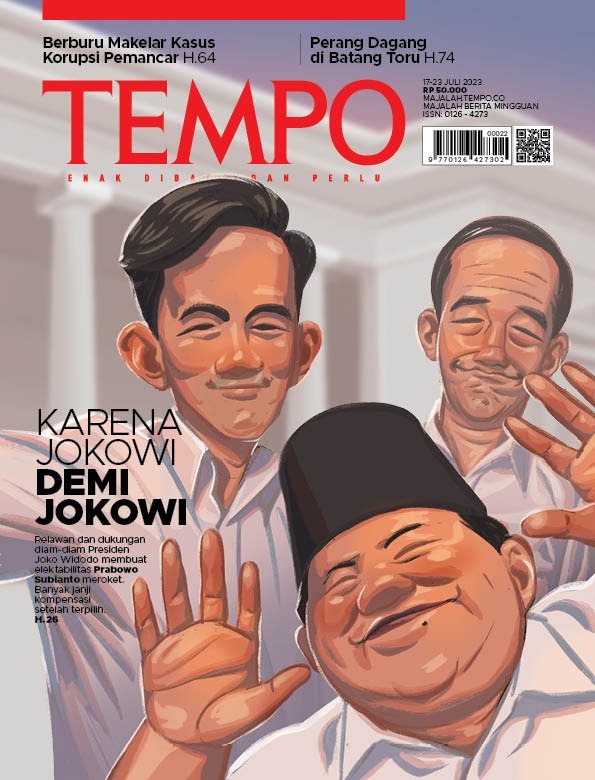 Berburu Makelar Kasus
Korupsi Pemancar H.64
Perang Dagang
di Batang Toru H.74
TEMPO
17-23 JULI 2023
RP 50.000
MAJALAH.TEMPO.CO
MAJALAH BERITA MINGGUAN
ISSN: 0126 - 4273
00022
9 770126 427302
ENAK DIBA DAN PERLU
KARENA
JOKOWI
DEMI
JOKOWI
Relawan dan dukungan
diam-diam Presiden
Joko Widodo membuat
elektabilitas Prabowo
Subianto meroket.
Banyak janji
kompensasi
setelah terpilih.
H.26